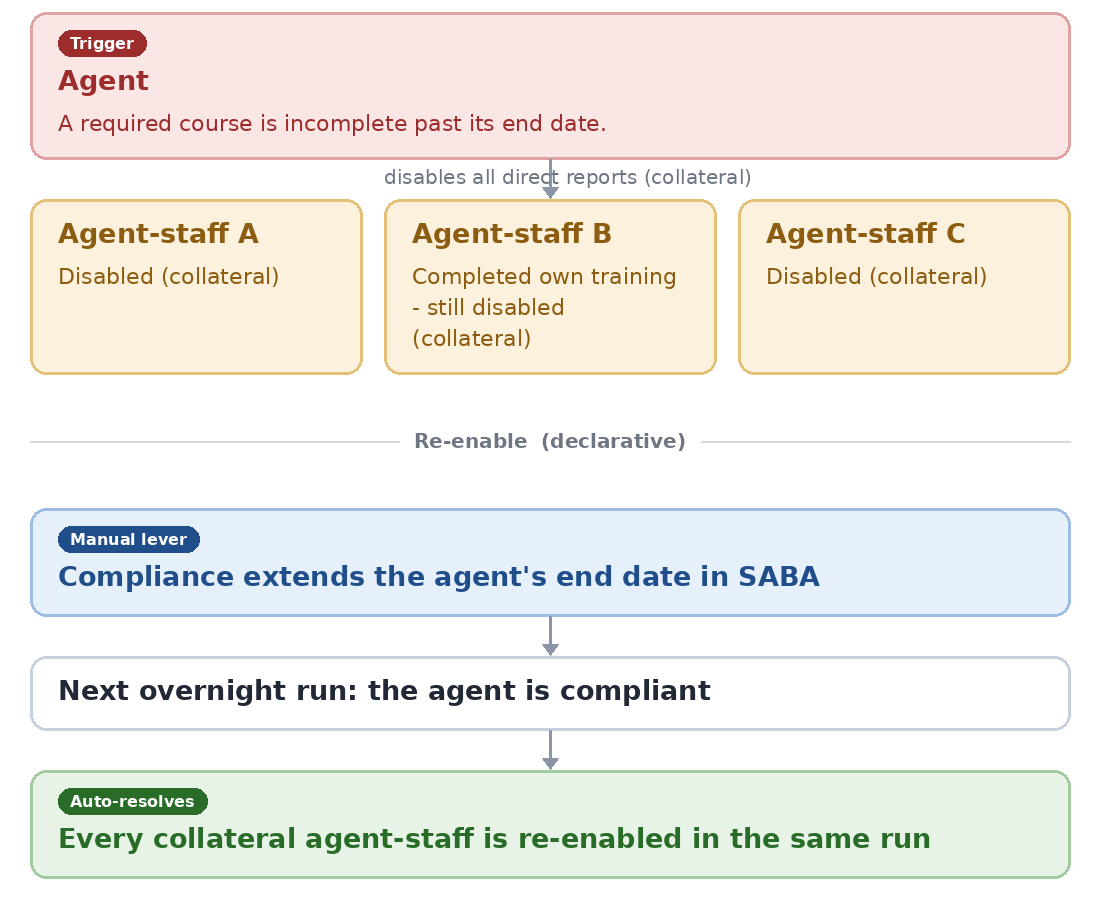 Trigger
Agent
A required course is incomplete past its end date.
disables all direct reports (collateral)
Agent-staff A
Disabled (collateral)
Agent-staff B
Completed own training
- still disabled
(collateral)
Agent-staff C
Disabled (collateral)
Re-enable (declarative)
Manual lever
Compliance extends the agent's end date in SABA
Next overnight run: the agent is compliant
Auto-resolves
Every collateral agent-staff is re-enabled in the same run